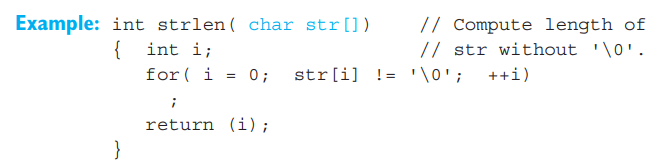 Example: int strlen( char str[]) // Compute length of
{ int i; // str without '\0'.
for( i = 0; str[i] != '\0'; ++i)
;
return (i);
}